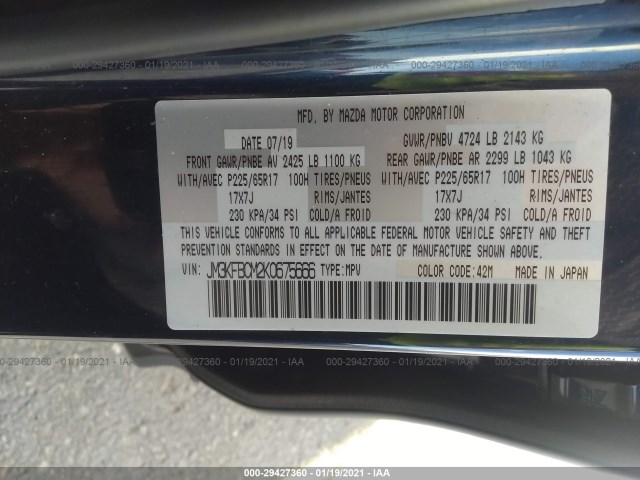 000-29427360 - 01/19/2021 - IAA 000-29427360 - 01/19/2021 - IAA
MFD. BY MAZDA MOTOR CORPORATION
DATE 07/19 GVWR/PNBV 4724 LB 2143 KG
FRONT GAWR/PNBE AV 2425 LB 1100 KG REAR GAWR/PNBE AR 2299 LB 1043 KG
WITH/AVEC P225/65R17 100H TIRES/PNEUS WITH/AVEC P225/65R17 100H TIRES/PNEUS
17X7J RIMS/JANTES 17X7J RIMS/JANTES
230 KPA/34 PSI COLD/A FROID 230 KPA/34 PSI COLD/A FROID
THIS VEHICLE CONFORMS TO ALL APPLICABLE FEDERAL MOTOR VEHICLE SAFETY AND THEFT
PREVENTION STANDARDS IN EFFECT ON THE DATE OF MANUFACTURE SHOWN ABOVE.
VIN: JM3KFBCM2K0675666 TYPE:MPV COLOR CODE:42M MADE IN JAPAN
000-29427360 - 01/19/2021 - IAA 000-29427360 - 01/19/2021 - IAA
000-29427360 - 01/19/2021 - IAA